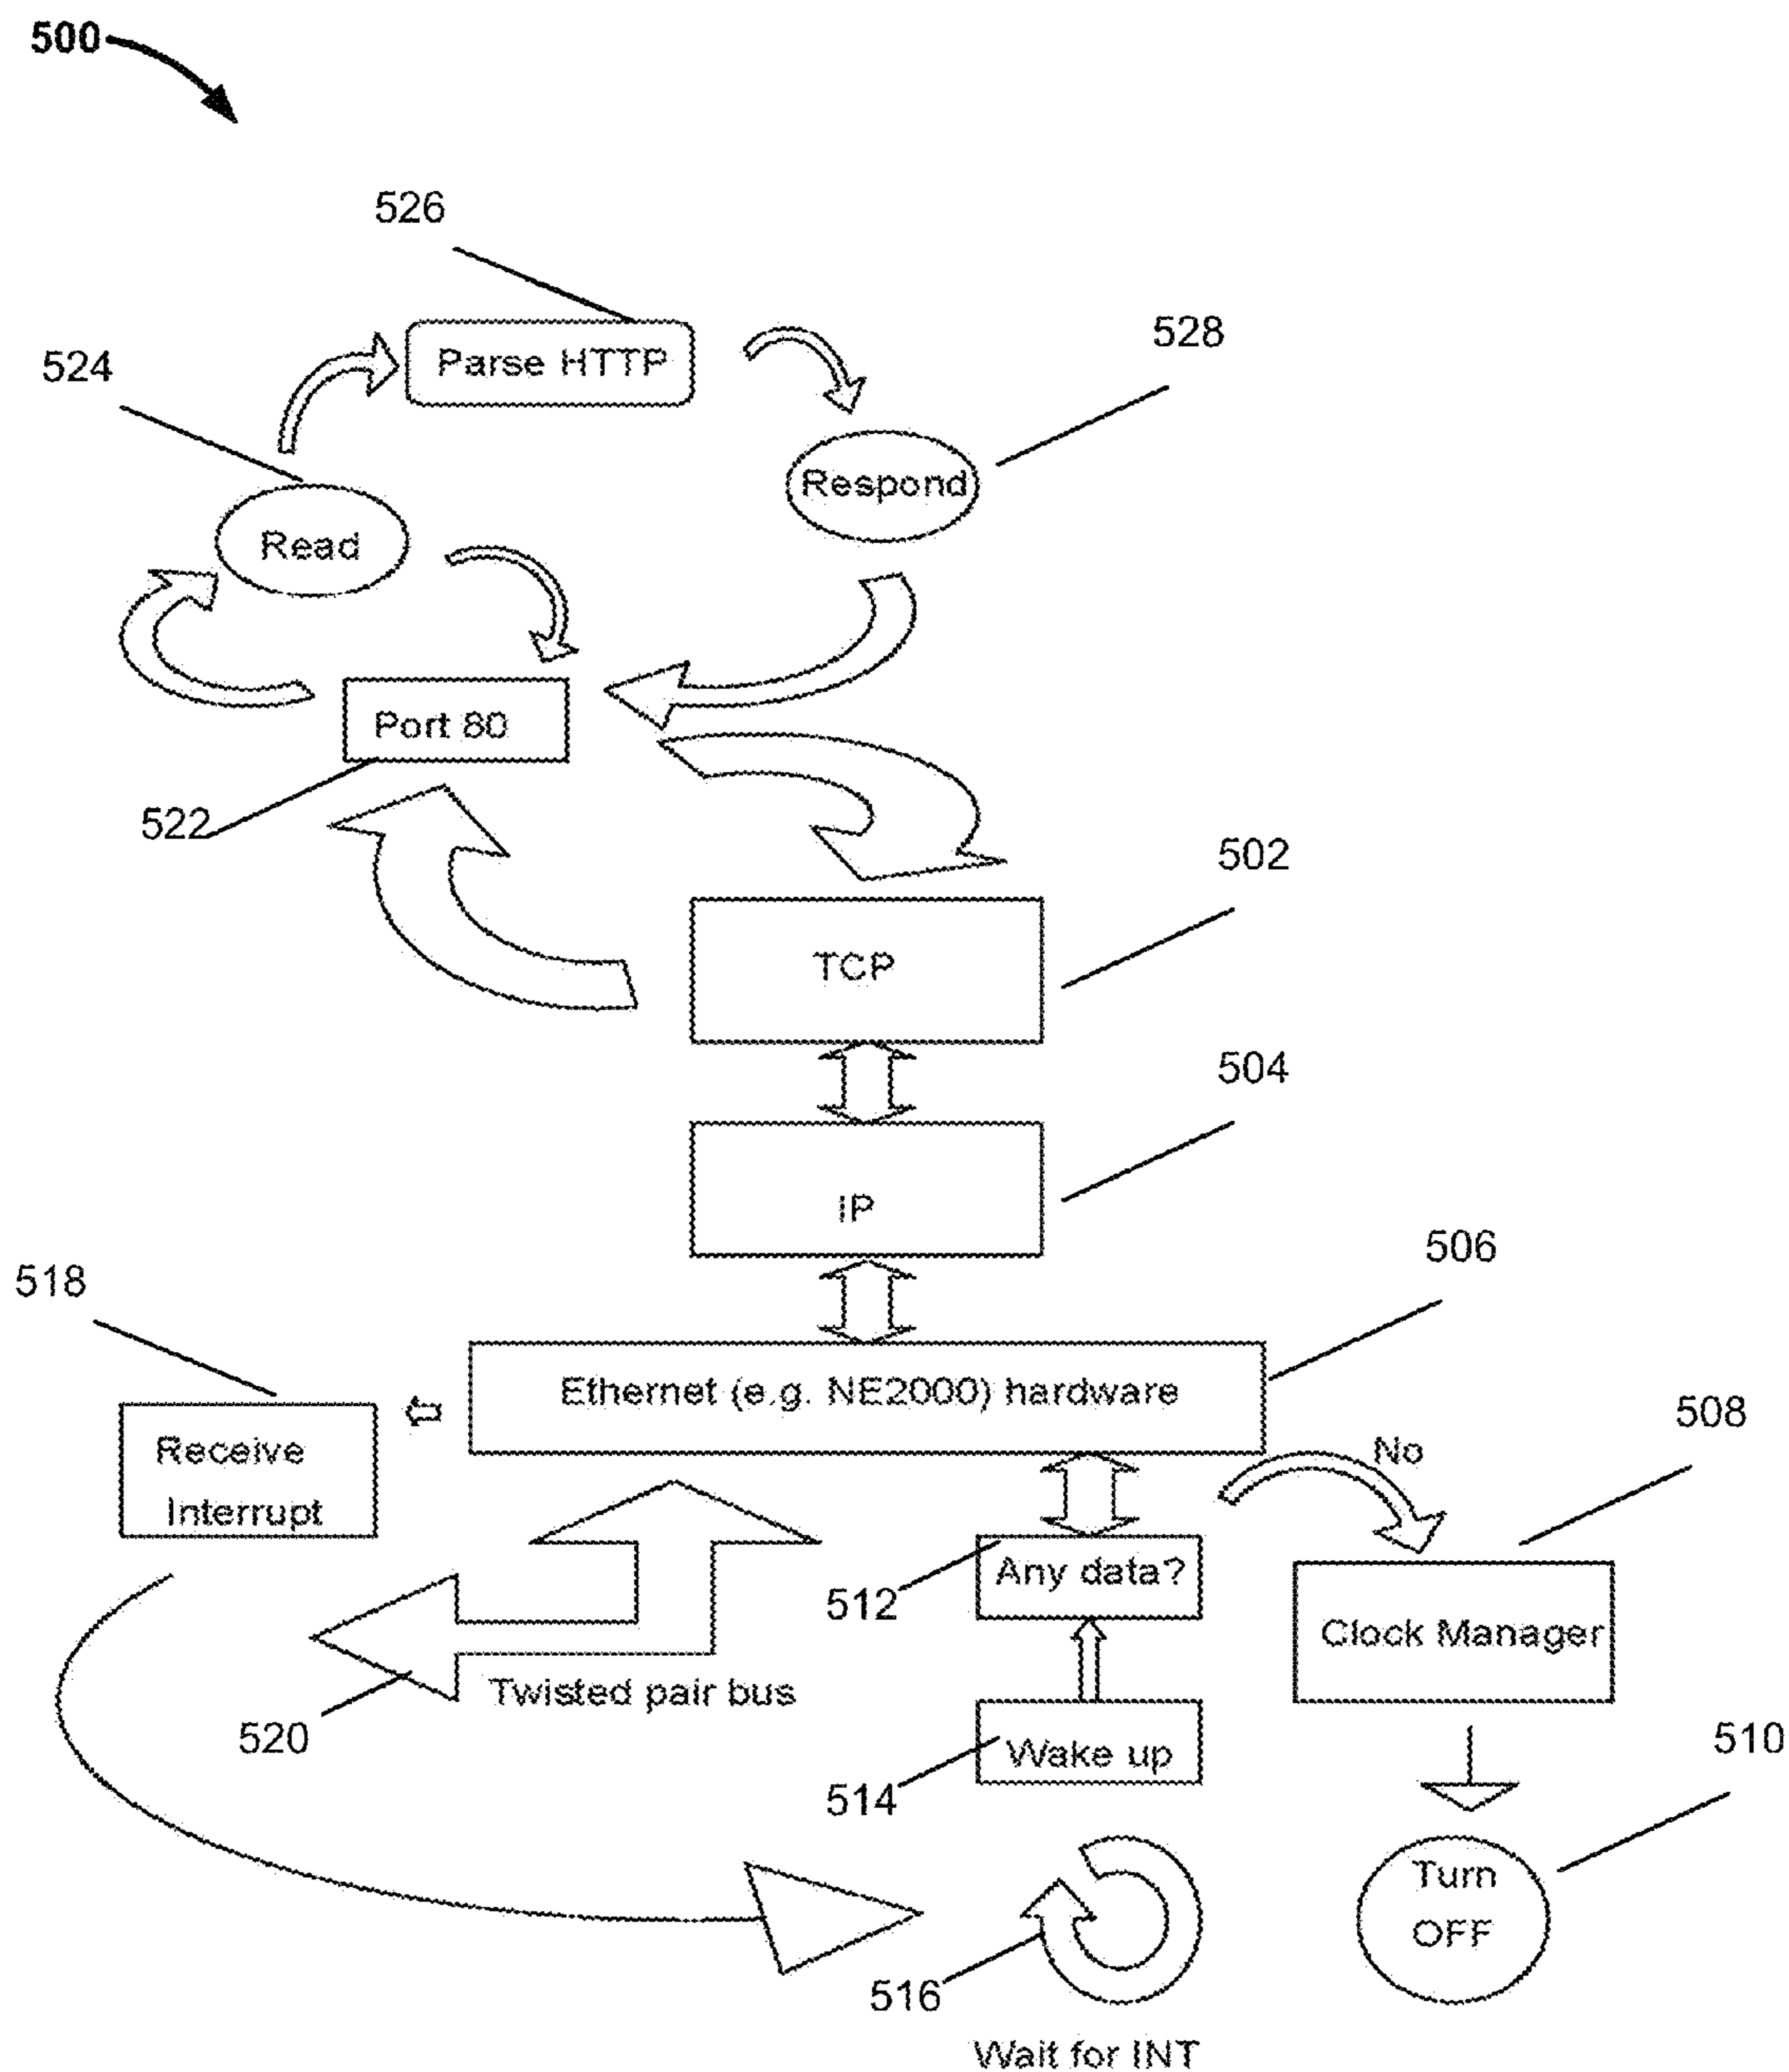 500
526
528
524
Parse HTTP
Respond
Read
Port 80
522
502
TCP
504
IP
506
518
Ethernet (e.g. NE2000) hardware
508
No
Receive
Interrupt
Any data?
512
Clock Manager
Twisted pair bus
520
Wake up
514
510
Turn
OFF
516
Wait for INT